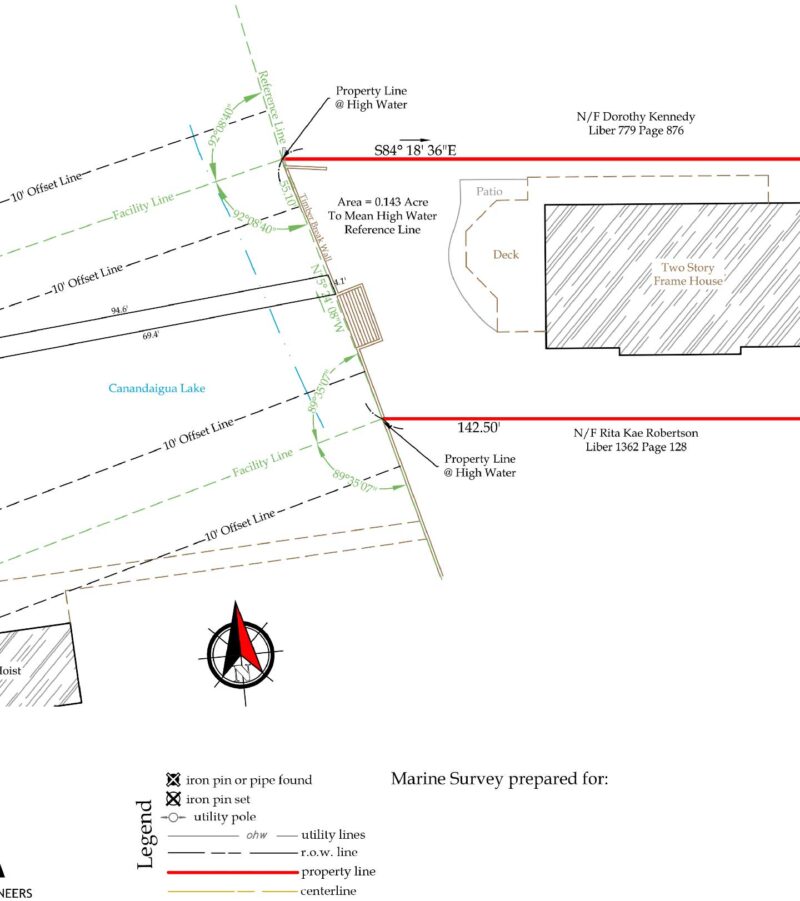 Reference Line
Property Line
@ High Water
N/F Dorothy Kennedy
Liber 779 Page 876
92°08'40"
S84° 18' 36"E
10' Offset Line
Facility Line
55.10'
Patio
Area = 0.143 Acre
To Mean High Water
Reference Line
Timber Break Wall
92°08'40"
Deck
Two Story
Frame House
10' Offset Line
4.1'
94.6'
69.4'
Canandaigua Lake
89°35'07"
142.50'
N/F Rita Kae Robertson
Liber 1362 Page 128
10' Offset Line
Facility Line
Property Line
@ High Water
89°35'07"
10' Offset Line
N
Hoist
Legend
iron pin or pipe found
iron pin set
utility pole
ohw
utility lines
r.o.w. line
property line
centerline
Marine Survey prepared for:
NEERS